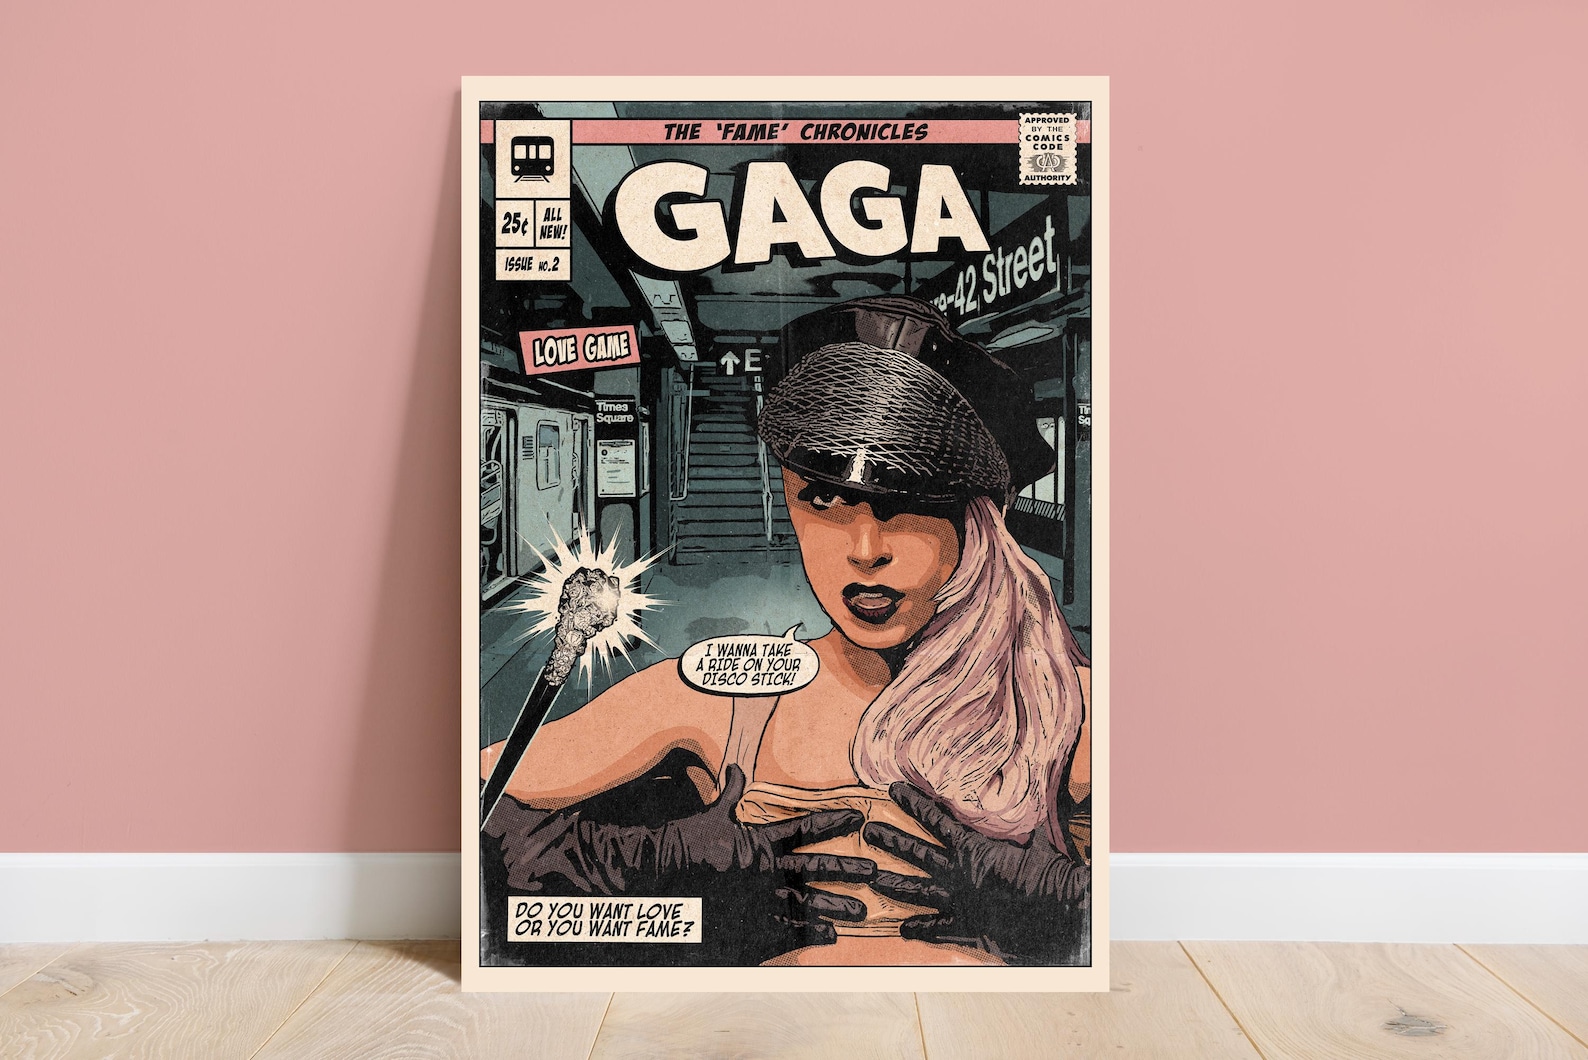 THE 'FAME' CHRONICLES
APPROVED
BY THE
COMICS
CODE
AUTHORITY
GAGA
25¢
ALL
NEW!
ISSUE NO.2
-42 Street
LOVE GAME
E
Times
Square
I WANNA TAKE
A RIDE ON YOUR
DISCO STICK!
DO YOU WANT LOVE
OR YOU WANT FAME?